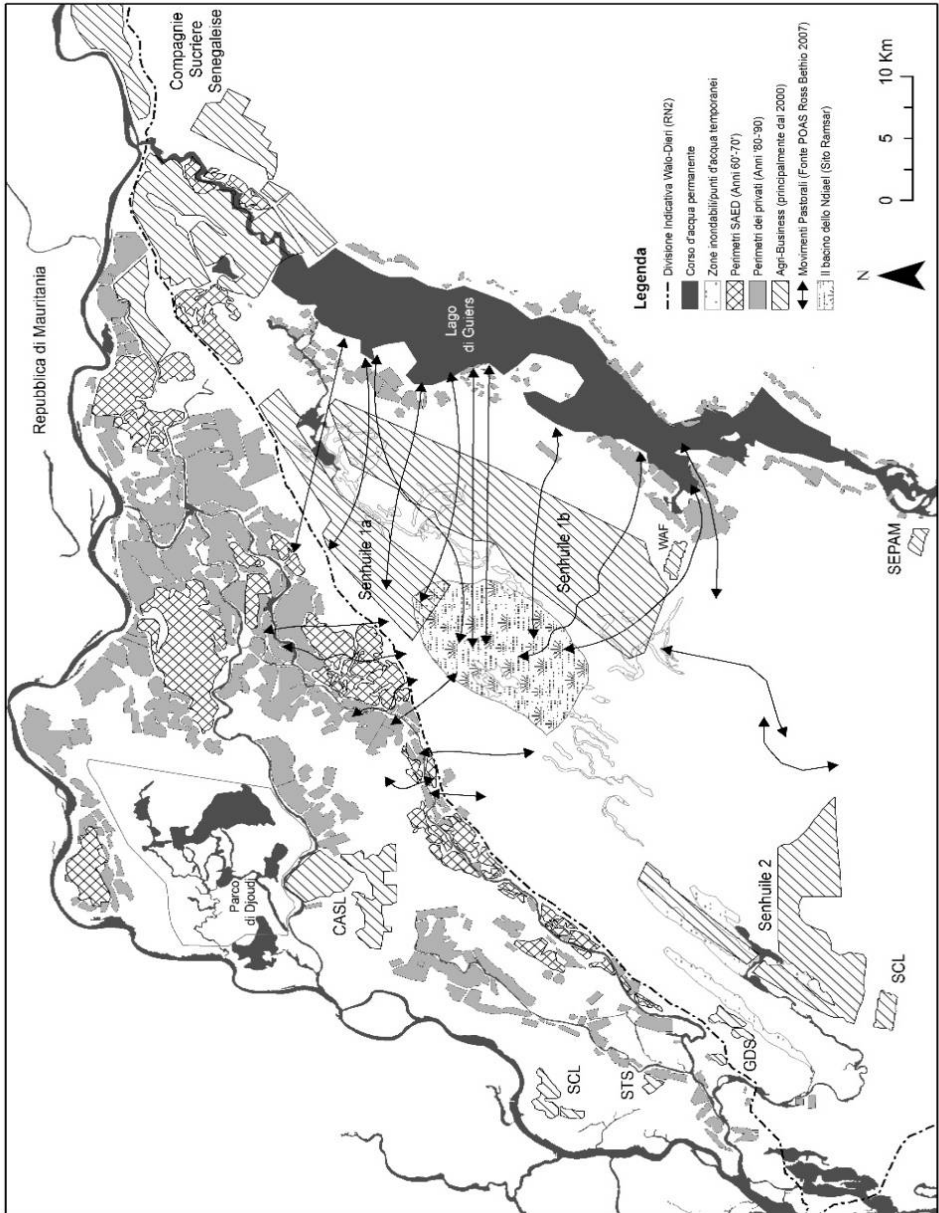 Repubblica di Mauritania
Compagnie
Sucriere
Senegaleise
Parco
di Djoudj
CASL
SCL
STS
GDS
Senhuile 1a
Senhuile 1b
Lago
di Guiers
WAF
SEPAM
Senhuile 2
SCL
N
0 5 10 Km
Legenda
Divisione Indicativa Walo-Dieri (RN2)
Corso d'acqua permanente
Zone inondabili/punti d'acqua temporanei
Perimetri SAED (Anni 60'-70')
Perimetri dei privati (Anni '80-'90)
Agri-Business (principalmente dal 2000)
Movimenti Pastorali (Fonte POAS Ross Bethio 2007)
Il bacino dello Ndiael (Sito Ramsar)